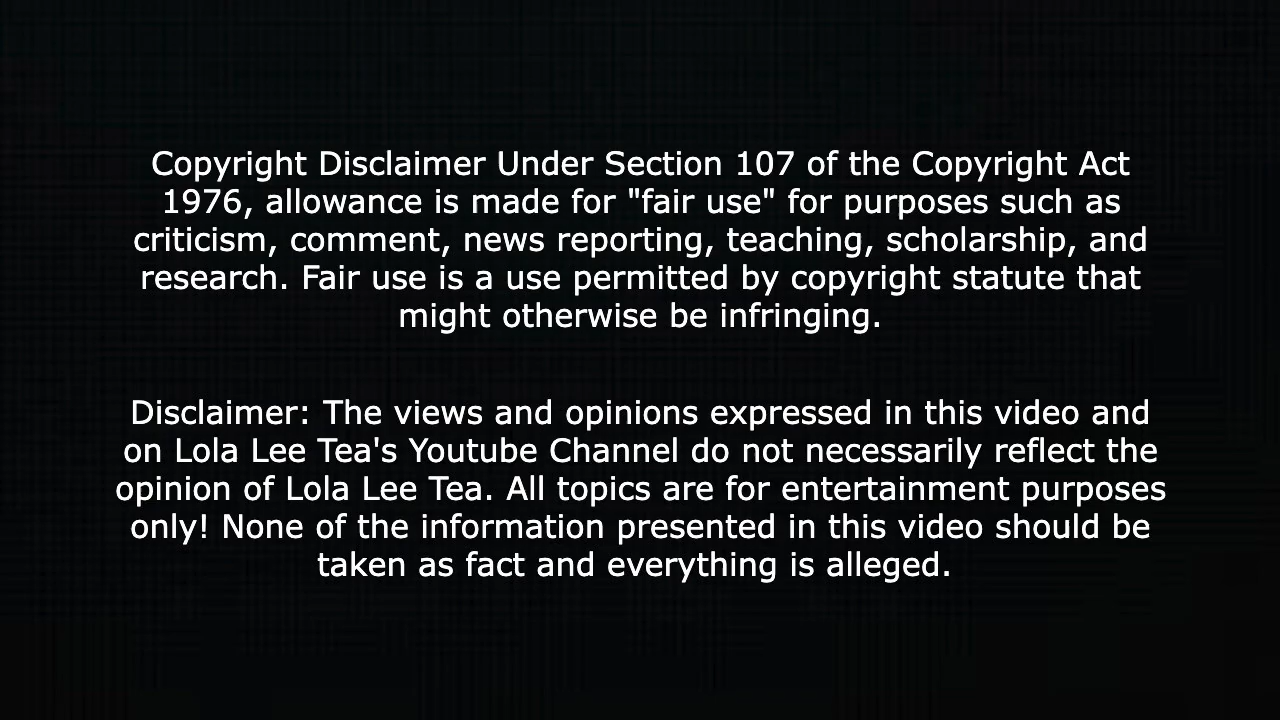 Copyright Disclaimer Under Section 107 of the Copyright Act
1976, allowance is made for "fair use" for purposes such as
criticism, comment, news reporting, teaching, scholarship, and
research. Fair use is a use permitted by copyright statute that
might otherwise be infringing.
Disclaimer: The views and opinions expressed in this video and
on Lola Lee Tea's Youtube Channel do not necessarily reflect the
opinion of Lola Lee Tea. All topics are for entertainment purposes
only! None of the information presented in this video should be
taken as fact and everything is alleged.